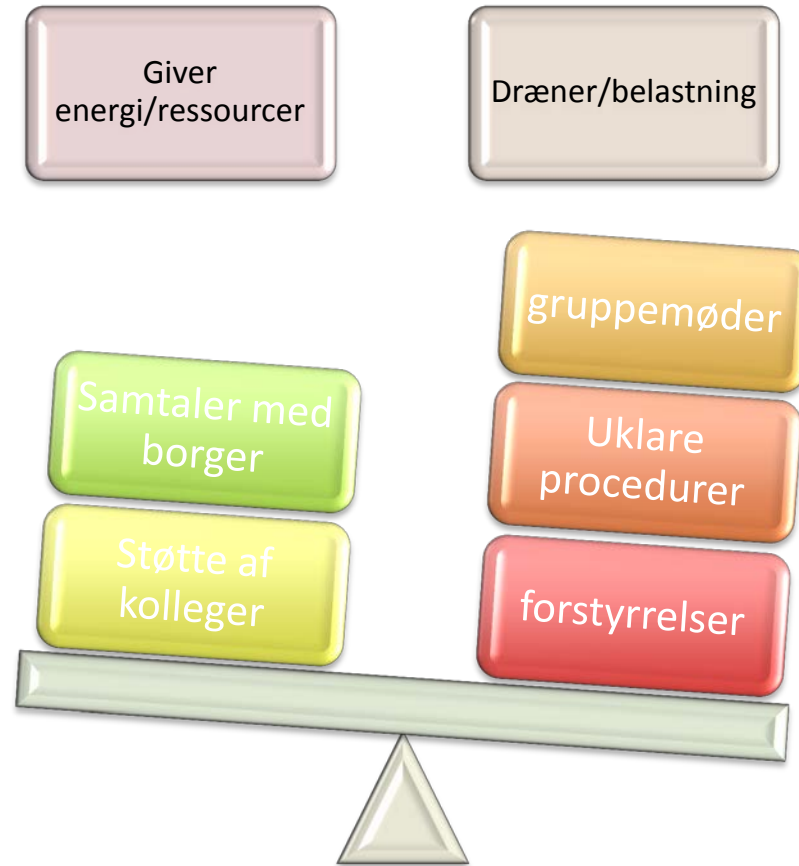 Giver
energi/ressourcer
Dræner/belastning
gruppemøder
Samtaler med
borger
Uklare
procedurer
Støtte af
kolleger
forstyrrelser